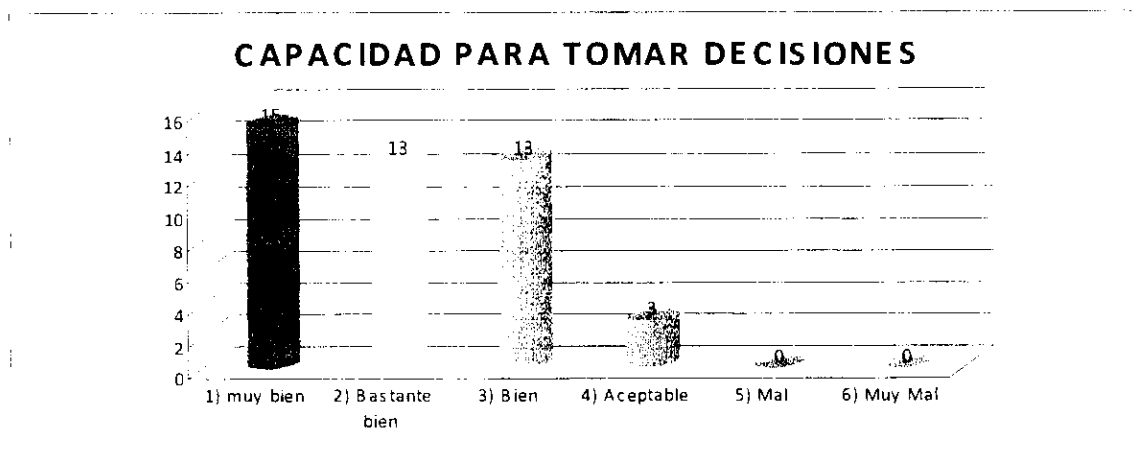 CAPACIDAD PARA TOMAR DECISIONES
16
14
12
10
8
6
4
2
0
15
13
13
3
0
0
1) muy bien
2) Bastante bien
3) Bien
4) Aceptable
5) Mal
6) Muy Mal